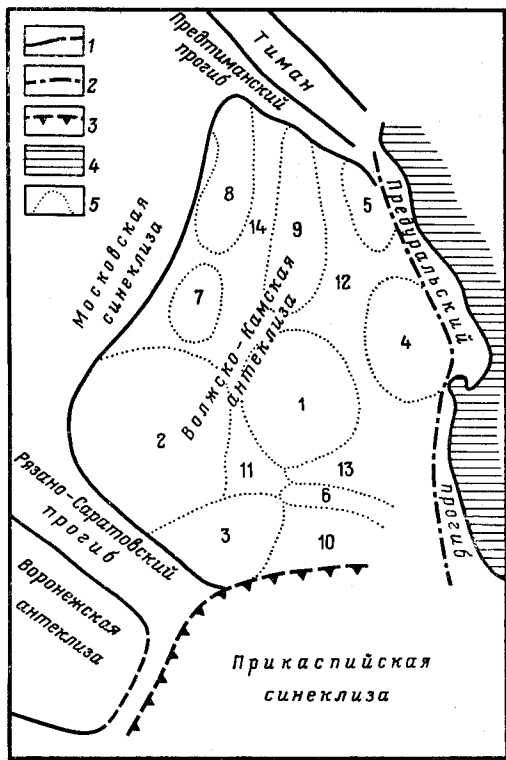 1
2
3
4
5
Предтиманский
прогиб
Тиман
Московская
синеклиза
8
14
9
5
Предуральский
прогиб
7
12
4
Волжско-Камская
антеклиза
1
2
11
13
6
3
10
Рязано-Саратовский
прогиб
Воронежская
антеклиза
Прикаспийская
синеклиза